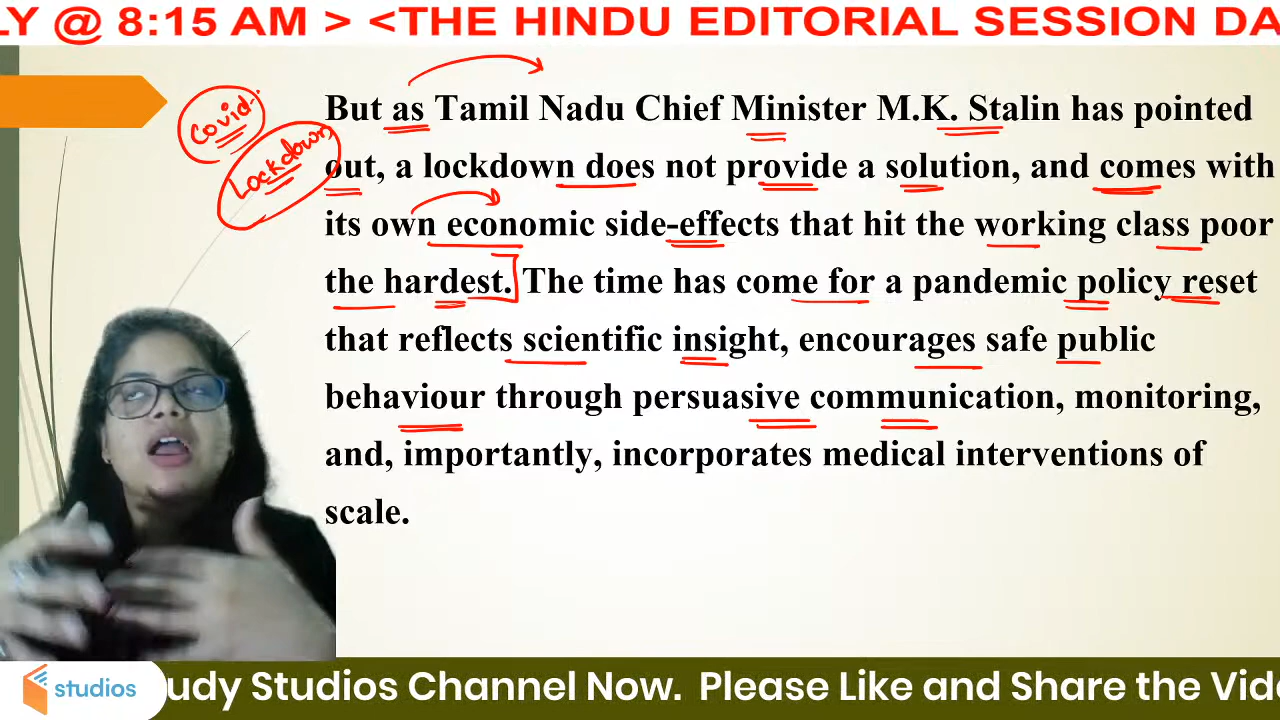 LY @ 8:15 AM > <THE HINDU EDITORIAL SESSION DA
Covid
Lockdown
But as Tamil Nadu Chief Minister M.K. Stalin has pointed
out, a lockdown does not provide a solution, and comes with
its own economic side-effects that hit the working class poor
the hardest. The time has come for a pandemic policy reset
that reflects scientific insight, encourages safe public
behaviour through persuasive communication, monitoring,
and, importantly, incorporates medical interventions of
scale.
studios
udy Studios Channel Now. Please Like and Share the Vid